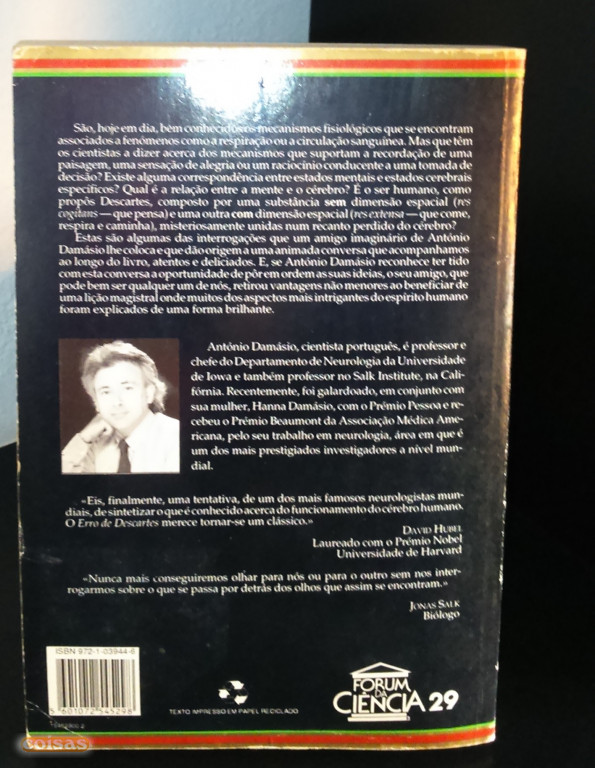 São, hoje em dia, bem conhecidos os mecanismos fisiológicos que se encontram
associados a fenómenos como a respiração ou a circulação sanguínea. Mas que têm
os cientistas a dizer acerca dos mecanismos que suportam a recordação de uma
paisagem, uma sensação de alegria ou um raciocínio conducente a uma tomada de
decisão? Existe alguma correspondência entre estados mentais e estados cerebrais
específicos? Qual é a relação entre a mente e o cérebro? É o ser humano, como
propôs Descartes, composto por uma substância sem dimensão espacial (res
cogitans — que pensa) e uma outra com dimensão espacial (res extensa — que come,
respira e caminha), misteriosamente unidas num recanto perdido do cérebro?
Estas são algumas das interrogações que um amigo imaginário de António
Damásio lhe coloca e que dão origem a uma animada conversa que acompanhamos
ao longo do livro, atentos e deliciados. E, se António Damásio reconhece ter tido
com esta conversa a oportunidade de pôr em ordem as suas ideias, o seu amigo, que
pode bem ser qualquer um de nós, retirou vantagens não menores ao beneficiar de
uma lição magistral onde muitos dos aspectos mais intrigantes do espírito humano
foram explicados de uma forma brilhante.
António Damásio, cientista português, é professor e
chefe do Departamento de Neurologia da Universidade
de Iowa e também professor no Salk Institute, na Cali-
fórnia. Recentemente, foi galardoado, em conjunto com
sua mulher, Hanna Damásio, com o Prémio Pessoa e re-
cebeu o Prémio Beaumont da Associação Médica Ame-
ricana, pelo seu trabalho em neurologia, área em que é
um dos mais prestigiados investigadores a nível mun-
dial.
«Eis, finalmente, uma tentativa, de um dos mais famosos neurologistas mun-
diais, de sintetizar o que é conhecido acerca do funcionamento do cérebro humano.
O Erro de Descartes merece tornar-se um clássico.»
DAVID HUBEL
Laureado com o Prémio Nobel
Universidade de Harvard
«Nunca mais conseguiremos olhar para nós ou para o outro sem nos inter-
rogarmos sobre o que se passa por detrás dos olhos que assim se encontram.»
JONAS SALK
Biólogo
ISBN 972-1-03944-6
5 601072 545298
TEXTO IMPRESSO EM PAPEL RECICLADO
FORUM
DA
CIÊNCIA 29
coisas